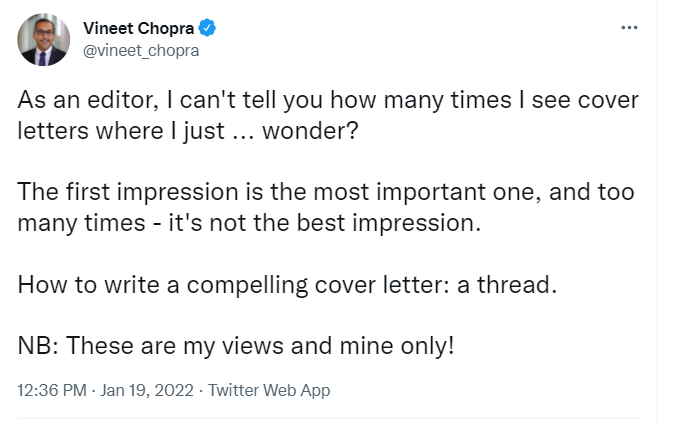 Vineet Chopra
@vineet_chopra
As an editor, I can't tell you how many times I see cover
letters where I just ... wonder?
The first impression is the most important one, and too
many times - it's not the best impression.
How to write a compelling cover letter: a thread.
NB: These are my views and mine only!
12:36 PM · Jan 19, 2022 · Twitter Web App